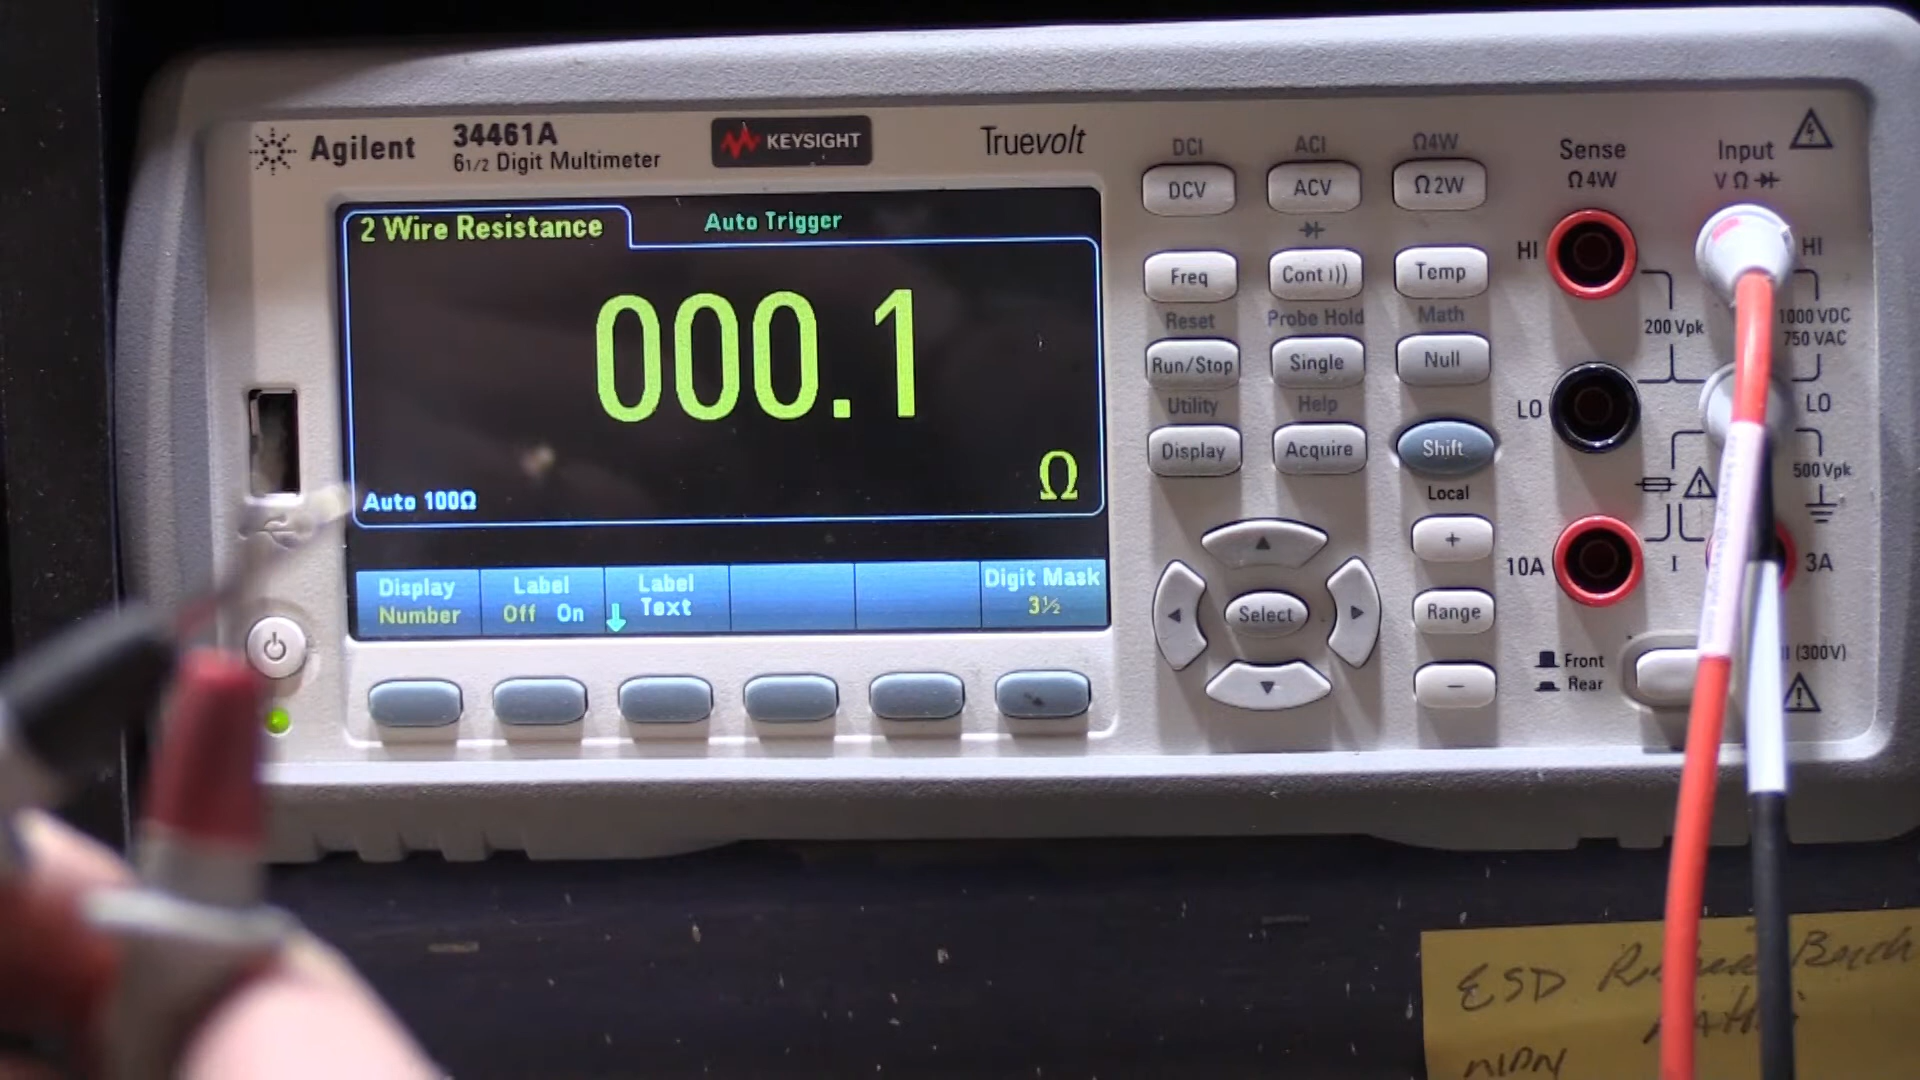 Agilent
34461A
6 1/2 Digit Multimeter
KEYSIGHT
Truevolt
2 Wire Resistance
Auto Trigger
000.1
Ω
Auto 100Ω
Display
Number
Label
Off On
Label
Text
Digit Mask
3½
DCI
ACI
Ω4W
DCV
ACV
Ω2W
Freq
Cont
Temp
Reset
Probe Hold
Math
Run/Stop
Single
Null
Utility
Help
Display
Acquire
Shift
Local
+
Select
Range
−
Sense
Ω4W
Input
V Ω
HI
HI
200 Vpk
1000 VDC
750 VAC
LO
LO
500 Vpk
10A
I
3A
Front
Rear
(300V)
ESD